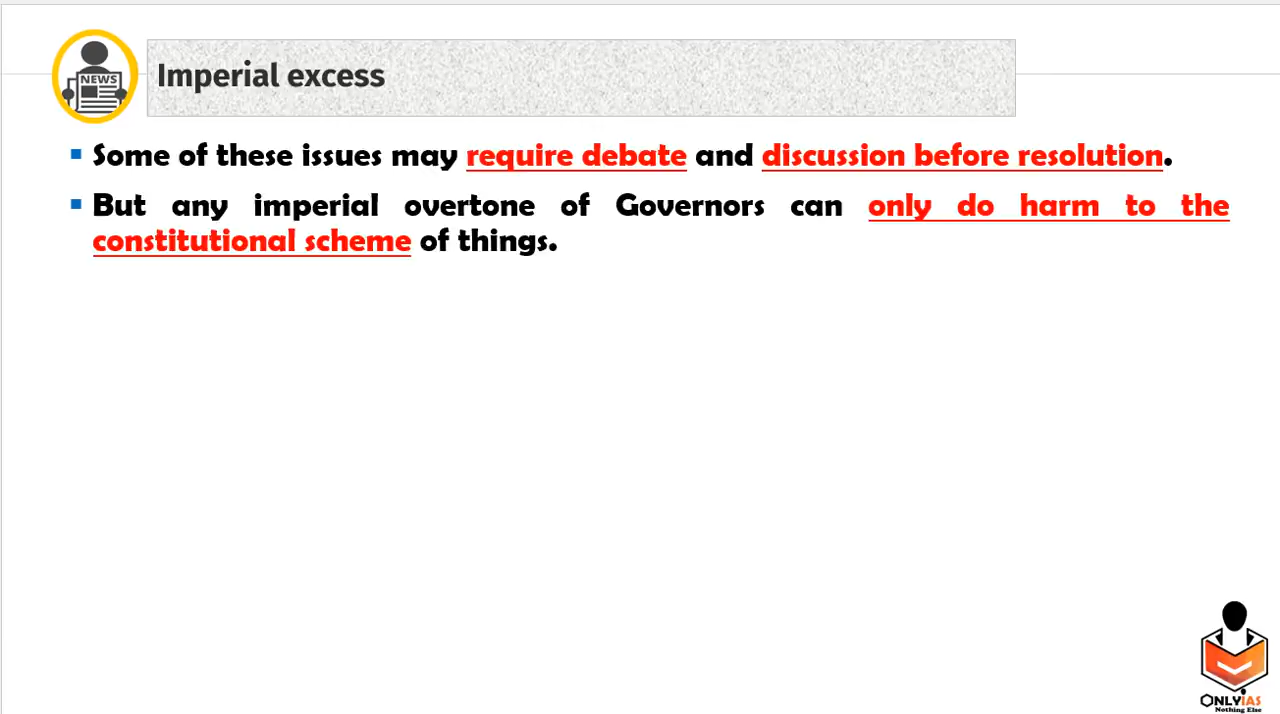 NEWS
Imperial excess
Some of these issues may require debate and discussion before resolution.
But any imperial overtone of Governors can only do harm to the
constitutional scheme of things.
ONLYIAS
Nothing Else